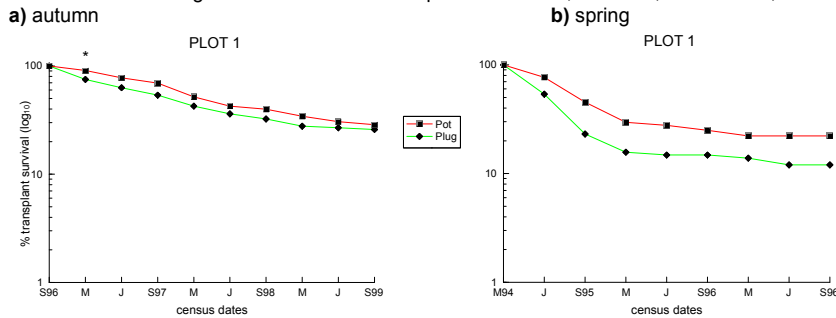 a) autumn
b) spring
PLOT 1
*
100
10
1
% transplant survival (log10)
S96 M J S97 M J S98 M J S99
census dates
Pot
Plug
PLOT 1
100
10
1
M94 J S95 M J S96 M J S96
census dates